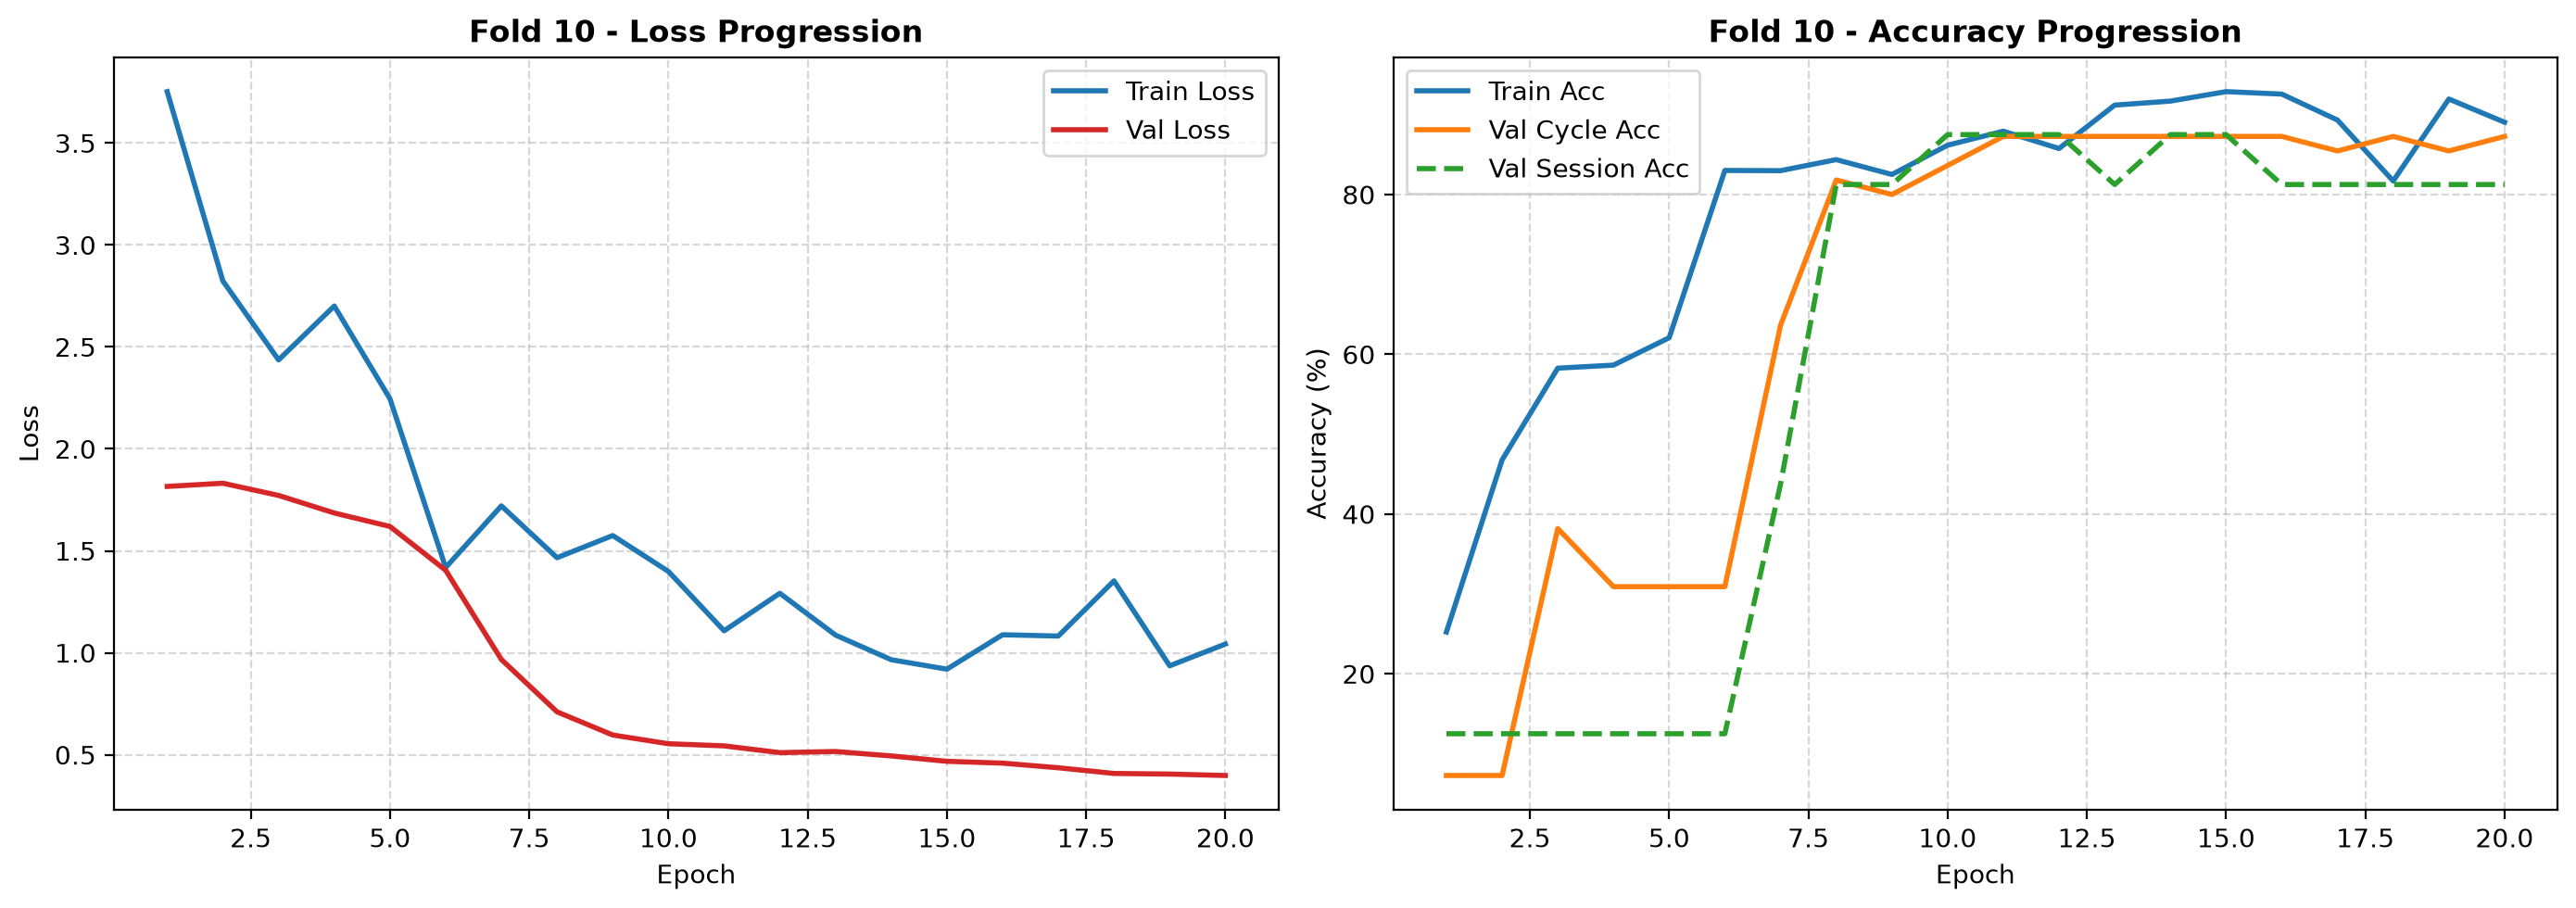 Fold 10 - Loss Progression
Train Loss
Val Loss
3.5
3.0
2.5
2.0
1.5
1.0
0.5
Loss
2.5 5.0 7.5 10.0 12.5 15.0 17.5 20.0
Epoch
Fold 10 - Accuracy Progression
Train Acc
Val Cycle Acc
Val Session Acc
80
60
40
20
Accuracy (%)
2.5 5.0 7.5 10.0 12.5 15.0 17.5 20.0
Epoch